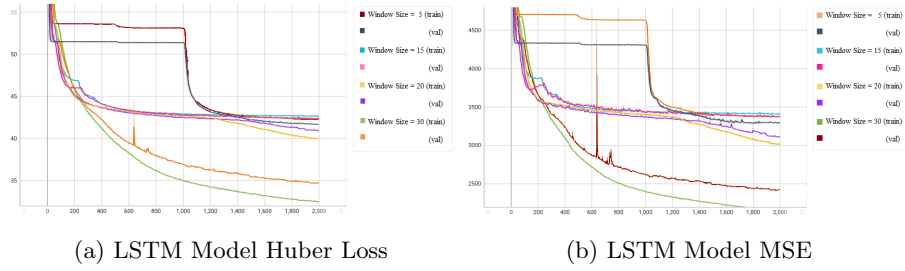 55
50
45
40
35
0
200
400
600
800
1,000
1,200
1,400
1,600
1,800
2,000
Window Size = 5 (train)
(val)
Window Size = 15 (train)
(val)
Window Size = 20 (train)
(val)
Window Size = 30 (train)
(val)
(a) LSTM Model Huber Loss
4500
4000
3500
3000
2500
0
200
400
600
800
1,000
1,200
1,400
1,600
1,800
2,000
Window Size = 5 (train)
(val)
Window Size = 15 (train)
(val)
Window Size = 20 (train)
(val)
Window Size = 30 (train)
(val)
(b) LSTM Model MSE